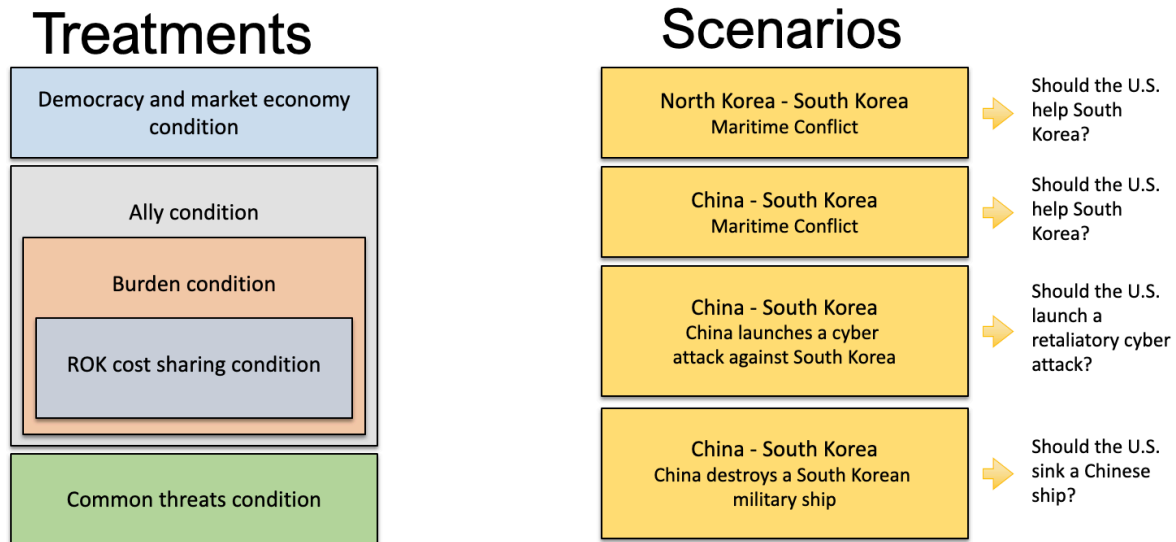 Treatments
Democracy and market economy
condition
Ally condition
Burden condition
ROK cost sharing condition
Common threats condition
Scenarios
North Korea - South Korea
Maritime Conflict
Should the U.S.
help South
Korea?
China - South Korea
Maritime Conflict
Should the U.S.
help South
Korea?
China - South Korea
China launches a cyber
attack against South Korea
Should the U.S.
launch a
retaliatory cyber
attack?
China - South Korea
China destroys a South Korean
military ship
Should the U.S.
sink a Chinese
ship?